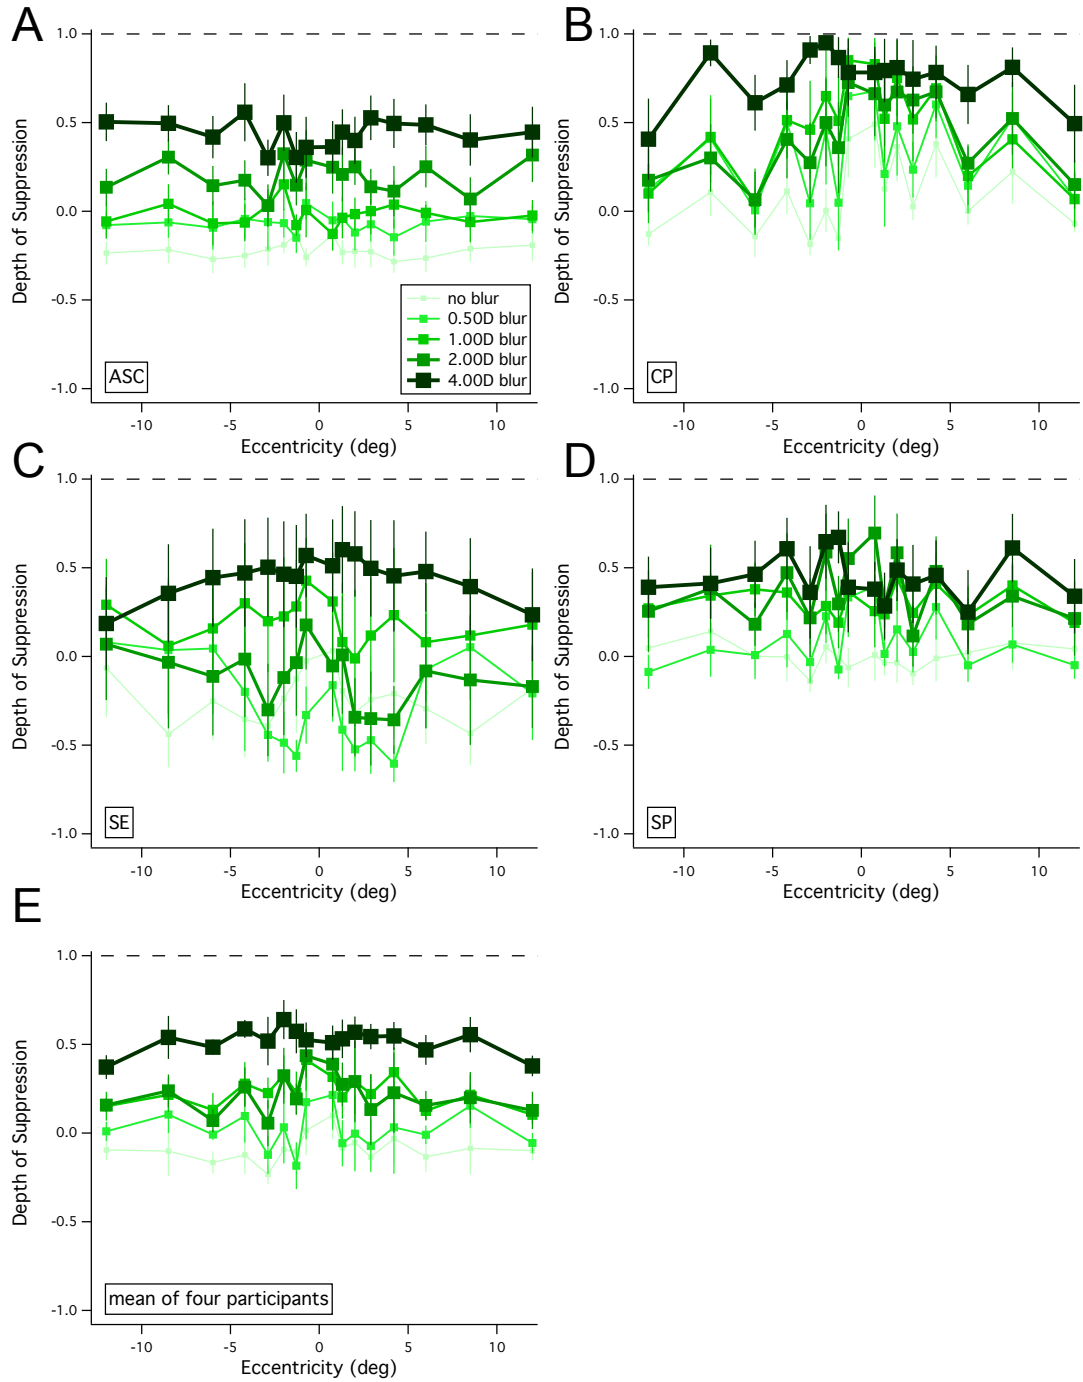 A
1.0
0.5
0.0
-0.5
-1.0
Depth of Suppression
no blur
0.50D blur
1.00D blur
2.00D blur
4.00D blur
ASC
-10 -5 0 5 10
Eccentricity (deg)
B
1.0
0.5
0.0
-0.5
-1.0
Depth of Suppression
CP
-10 -5 0 5 10
Eccentricity (deg)
C
1.0
0.5
0.0
-0.5
-1.0
Depth of Suppression
SE
-10 -5 0 5 10
Eccentricity (deg)
D
1.0
0.5
0.0
-0.5
-1.0
Depth of Suppression
SP
-10 -5 0 5 10
Eccentricity (deg)
E
1.0
0.5
0.0
-0.5
-1.0
Depth of Suppression
mean of four participants
-10 -5 0 5 10
Eccentricity (deg)